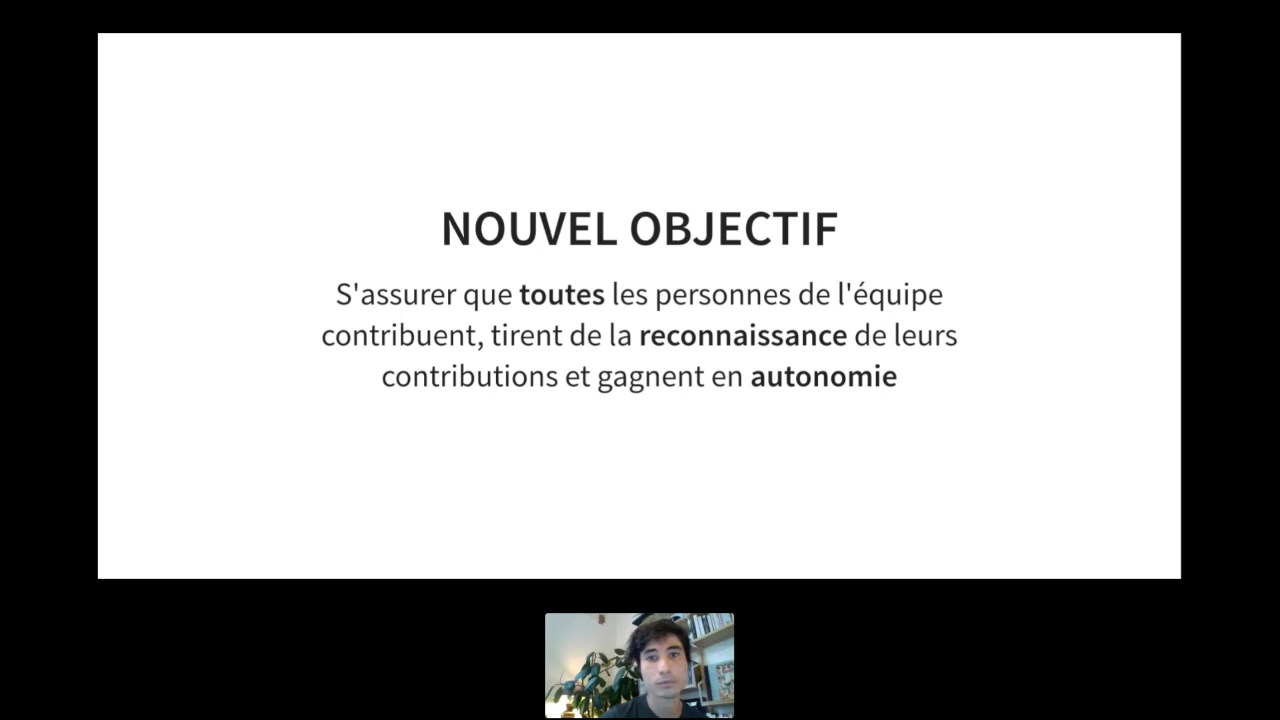 NOUVEL OBJECTIF
S'assurer que toutes les personnes de l'équipe
contribuent, tirent de la reconnaissance de leurs
contributions et gagnent en autonomie